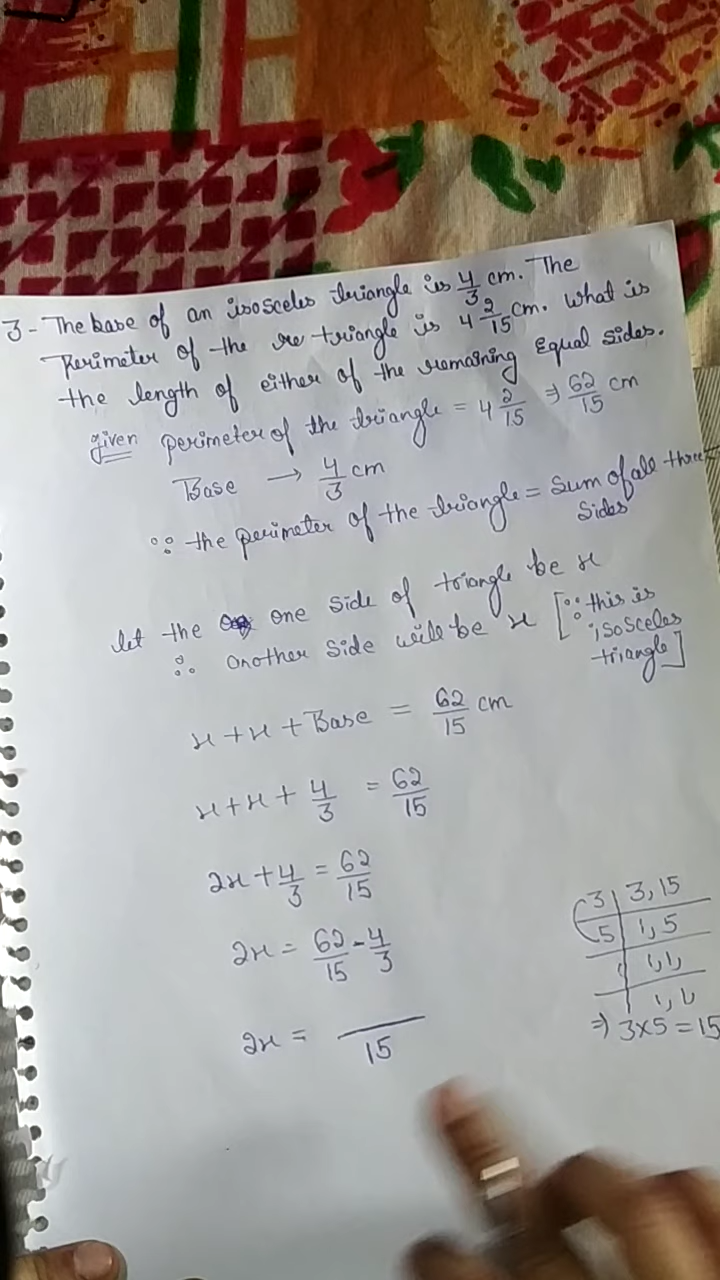 3- The base of an isosceles triangle is 4/3 cm. The
Perimeter of the re triangle is 4 2/15 cm. What is
the length of either of the remaining Equal sides.
given perimeter of the triangle = 4 2/15 ⇒ 62/15 cm
Base → 4/3 cm
∵ the perimeter of the triangle = Sum of all three
Sides
let the one side of triangle be x
∴ another side will be x [∵ this is
isosceles
triangle]
x + x + Base = 62/15 cm
x + x + 4/3 = 62/15
2x + 4/3 = 62/15
2x = 62/15 - 4/3
2x = /15
3 | 3, 15
5 | 1, 5
1 | 1, 1,
| 1, 1
⇒ 3×5 = 15